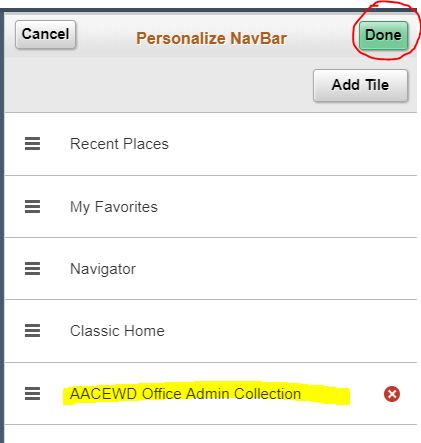 Cancel Personalize NavBar Done
Add Tile
Recent Places
My Favorites
Navigator
Classic Home
AACEWD Office Admin Collection